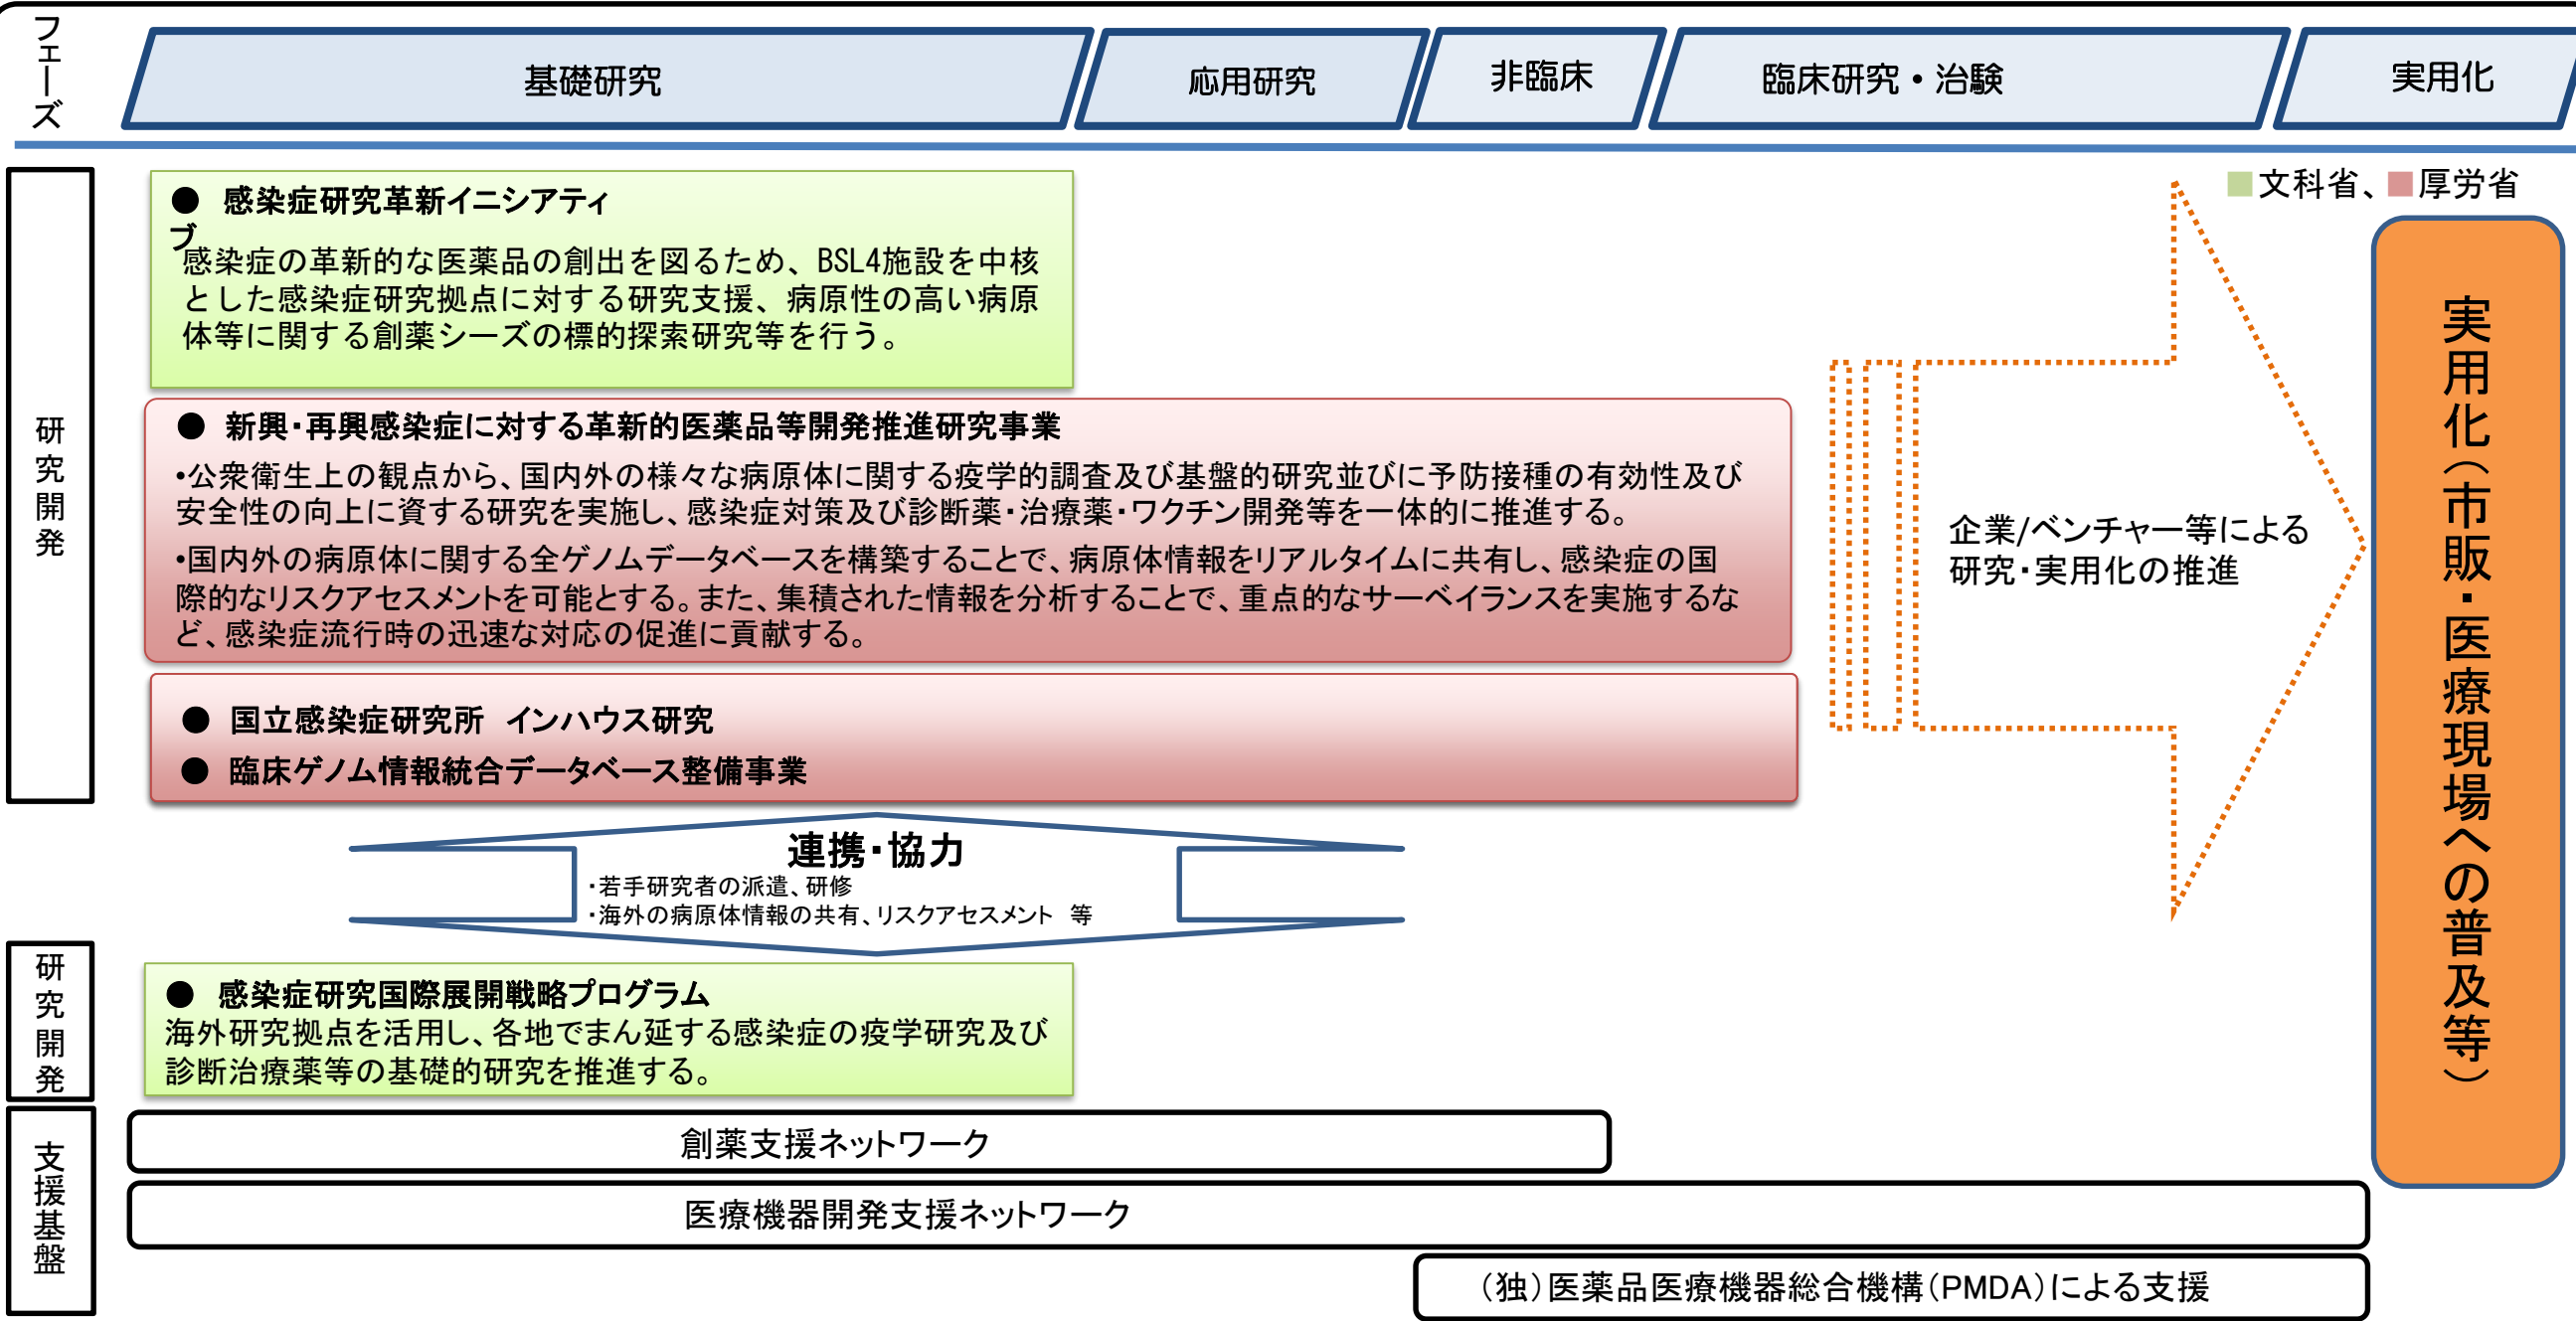 フェーズ
基礎研究
応用研究
非臨床
臨床研究・治験
実用化
文科省、厚労省
研究開発
● 感染症研究革新イニシアティ
ブ
感染症の革新的な医薬品の創出を図るため、BSL4施設を中核
とした感染症研究拠点に対する研究支援、病原性の高い病原
体等に関する創薬シーズの標的探索研究等を行う。
● 新興・再興感染症に対する革新的医薬品等開発推進研究事業
・公衆衛生上の観点から、国内外の様々な病原体に関する疫学的調査及び基盤的研究並びに予防接種の有効性及び
安全性の向上に資する研究を実施し、感染症対策及び診断薬・治療薬・ワクチン開発等を一体的に推進する。
・国内外の病原体に関する全ゲノムデータベースを構築することで、病原体情報をリアルタイムに共有し、感染症の国
際的なリスクアセスメントを可能とする。また、集積された情報を分析することで、重点的なサーベイランスを実施するな
ど、感染症流行時の迅速な対応の促進に貢献する。
● 国立感染症研究所 インハウス研究
● 臨床ゲノム情報統合データベース整備事業
企業/ベンチャー等による
研究・実用化の推進
実用化（市販・医療現場への普及等）
連携・協力
・若手研究者の派遣、研修
・海外の病原体情報の共有、リスクアセスメント 等
研究開発
● 感染症研究国際展開戦略プログラム
海外研究拠点を活用し、各地でまん延する感染症の疫学研究及び
診断治療薬等の基礎的研究を推進する。
支援基盤
創薬支援ネットワーク
医療機器開発支援ネットワーク
（独）医薬品医療機器総合機構（PMDA）による支援